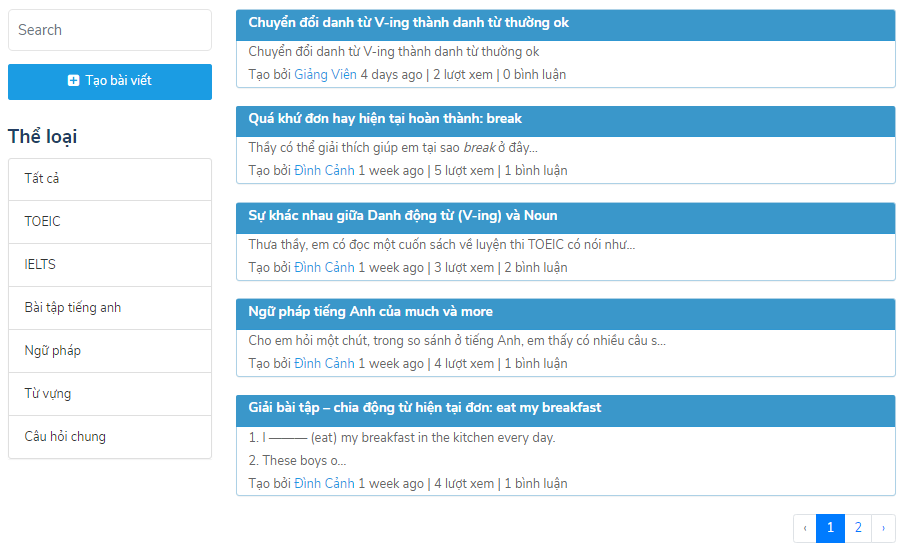 Search
Tạo bài viết
Thể loại
Tất cả
TOEIC
IELTS
Bài tập tiếng anh
Ngữ pháp
Từ vựng
Câu hỏi chung
Chuyển đổi danh từ V-ing thành danh từ thường ok
Chuyển đổi danh từ V-ing thành danh từ thường ok
Tạo bởi Giảng Viên 4 days ago | 2 lượt xem | 0 bình luận
Quá khứ đơn hay hiện tại hoàn thành: break
Thầy có thể giải thích giúp em tại sao break ở đây...
Tạo bởi Đình Cảnh 1 week ago | 5 lượt xem | 1 bình luận
Sự khác nhau giữa Danh động từ (V-ing) và Noun
Thưa thầy, em có đọc một cuốn sách về luyện thi TOEIC có nói như...
Tạo bởi Đình Cảnh 1 week ago | 3 lượt xem | 2 bình luận
Ngữ pháp tiếng Anh của much và more
Cho em hỏi một chút, trong so sánh ở tiếng Anh, em thấy có nhiều câu s...
Tạo bởi Đình Cảnh 1 week ago | 4 lượt xem | 1 bình luận
Giải bài tập – chia động từ hiện tại đơn: eat my breakfast
1. I ——— (eat) my breakfast in the kitchen every day.
2. These boys o...
Tạo bởi Đình Cảnh 1 week ago | 4 lượt xem | 1 bình luận
‹ 1 2 ›